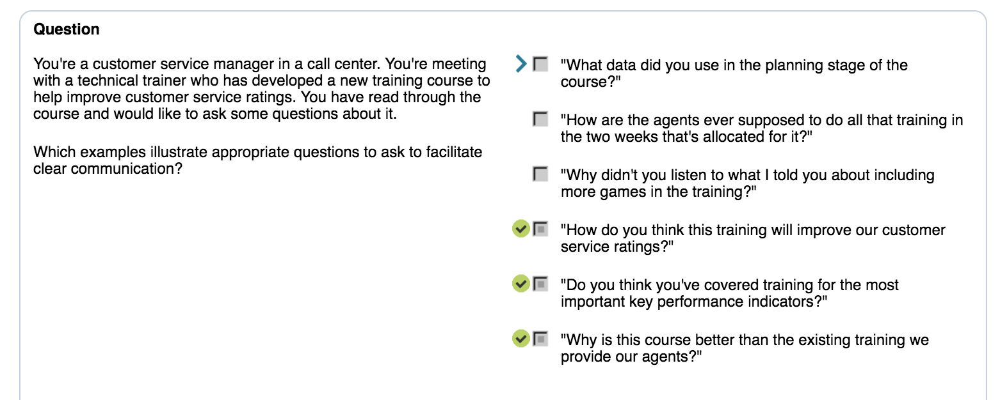 Question
You're a customer service manager in a call center. You're meeting
with a technical trainer who has developed a new training course to
help improve customer service ratings. You have read through the
course and would like to ask some questions about it.
Which examples illustrate appropriate questions to ask to facilitate
clear communication?
"What data did you use in the planning stage of the
course?"
"How are the agents ever supposed to do all that training in
the two weeks that's allocated for it?"
"Why didn't you listen to what I told you about including
more games in the training?"
"How do you think this training will improve our customer
service ratings?"
"Do you think you've covered training for the most
important key performance indicators?"
"Why is this course better than the existing training we
provide our agents?"